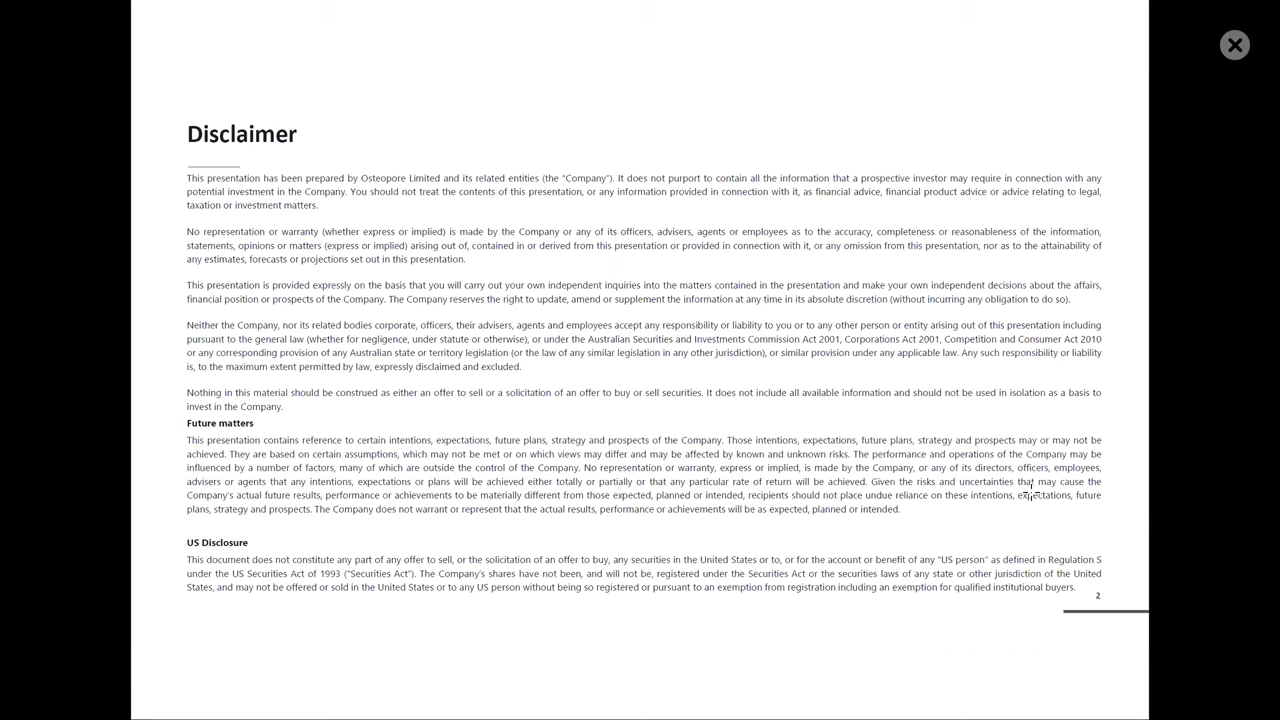 Disclaimer
This presentation has been prepared by Osteopore Limited and its related entities (the “Company”). It does not purport to contain all the information that a prospective investor may require in connection with any
potential investment in the Company. You should not treat the contents of this presentation, or any information provided in connection with it, as financial advice, financial product advice or advice relating to legal,
taxation or investment matters.
No representation or warranty (whether express or implied) is made by the Company or any of its officers, advisers, agents or employees as to the accuracy, completeness or reasonableness of the information,
statements, opinions or matters (express or implied) arising out of, contained in or derived from this presentation or provided in connection with it, or any omission from this presentation, nor as to the attainability of
any estimates, forecasts or projections set out in this presentation.
This presentation is provided expressly on the basis that you will carry out your own independent inquiries into the matters contained in the presentation and make your own independent decisions about the affairs,
financial position or prospects of the Company. The Company reserves the right to update, amend or supplement the information at any time in its absolute discretion (without incurring any obligation to do so).
Neither the Company, nor its related bodies corporate, officers, their advisers, agents and employees accept any responsibility or liability to you or to any other person or entity arising out of this presentation including
pursuant to the general law (whether for negligence, under statute or otherwise), or under the Australian Securities and Investments Commission Act 2001, Corporations Act 2001, Competition and Consumer Act 2010
or any corresponding provision of any Australian state or territory legislation (or the law of any similar legislation in any other jurisdiction), or similar provision under any applicable law. Any such responsibility or liability
is, to the maximum extent permitted by law, expressly disclaimed and excluded.
Nothing in this material should be construed as either an offer to sell or a solicitation of an offer to buy or sell securities. It does not include all available information and should not be used in isolation as a basis to
invest in the Company.
Future matters
This presentation contains reference to certain intentions, expectations, future plans, strategy and prospects of the Company. Those intentions, expectations, future plans, strategy and prospects may or may not be
achieved. They are based on certain assumptions, which may not be met or on which views may differ and may be affected by known and unknown risks. The performance and operations of the Company may be
influenced by a number of factors, many of which are outside the control of the Company. No representation or warranty, express or implied, is made by the Company, or any of its directors, officers, employees,
advisers or agents that any intentions, expectations or plans will be achieved either totally or partially or that any particular rate of return will be achieved. Given the risks and uncertainties that may cause the
Company’s actual future results, performance or achievements to be materially different from those expected, planned or intended, recipients should not place undue reliance on these intentions, expectations, future
plans, strategy and prospects. The Company does not warrant or represent that the actual results, performance or achievements will be as expected, planned or intended.
US Disclosure
This document does not constitute any part of any offer to sell, or the solicitation of an offer to buy, any securities in the United States or to, or for the account or benefit of any “US person” as defined in Regulation S
under the US Securities Act of 1993 (“Securities Act”). The Company’s shares have not been, and will not be, registered under the Securities Act or the securities laws of any state or other jurisdiction of the United
States, and may not be offered or sold in the United States or to any US person without being so registered or pursuant to an exemption from registration including an exemption for qualified institutional buyers.
2